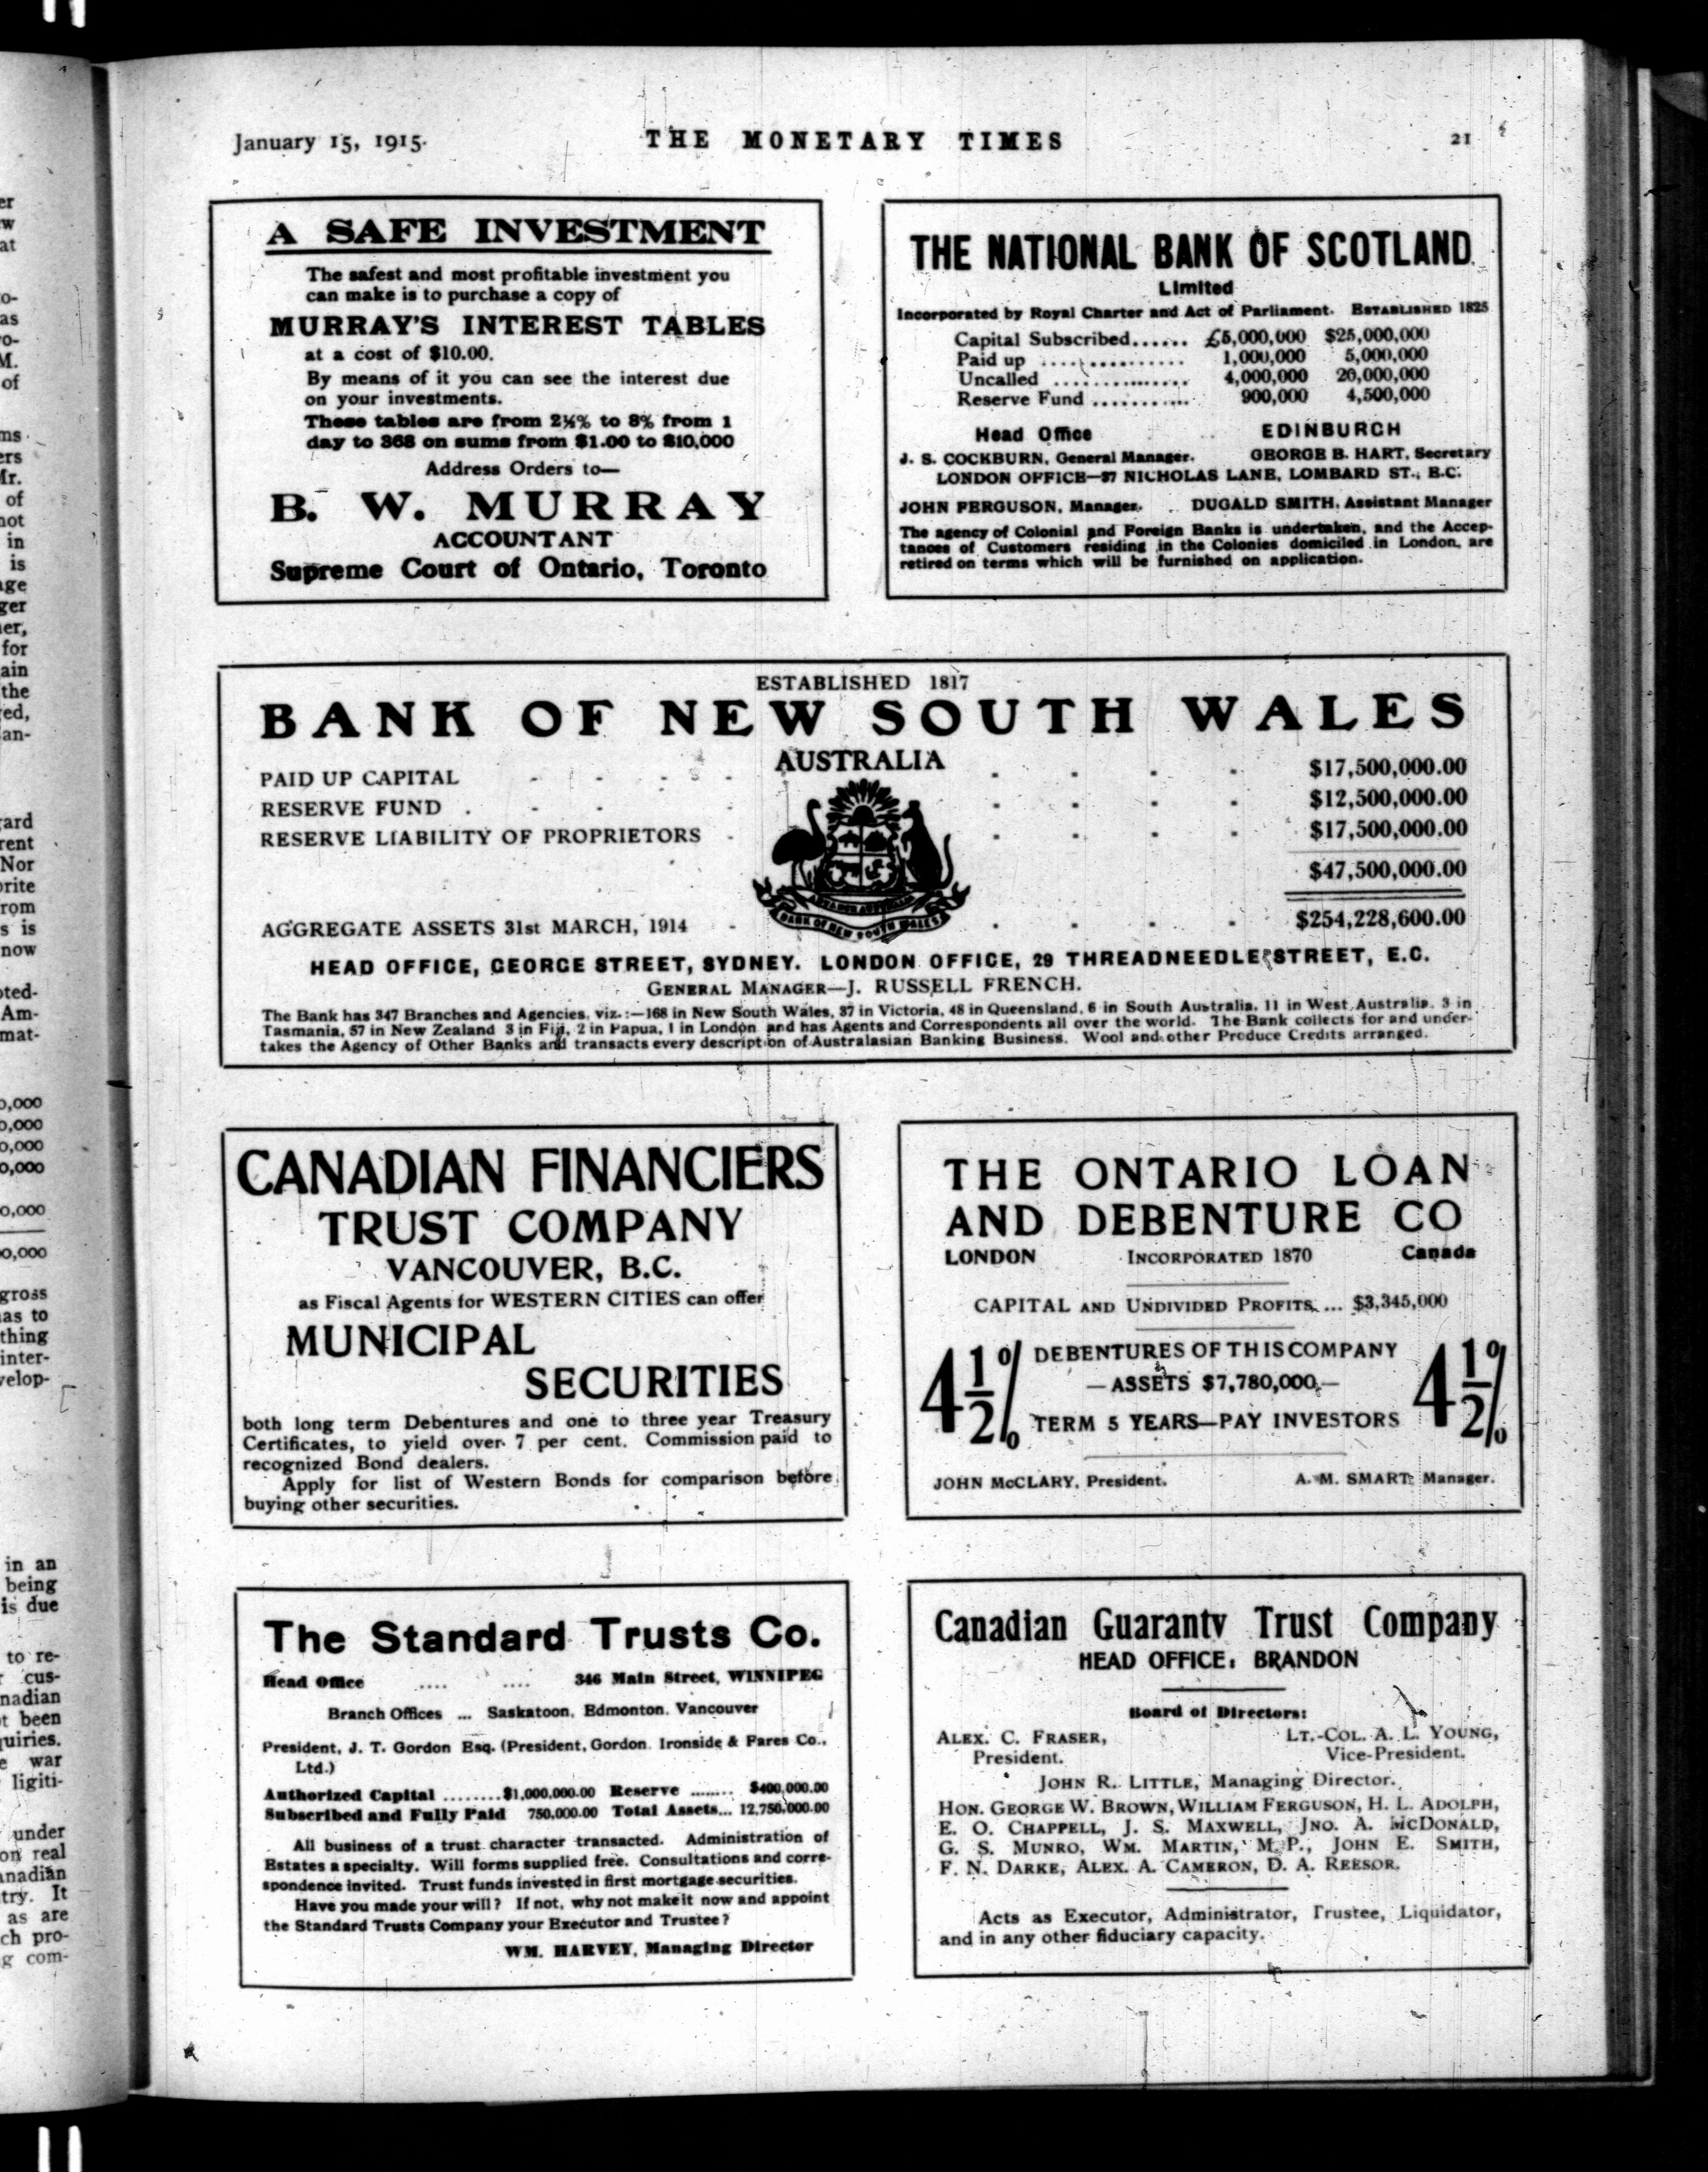 January 15, 1915.
THE MONETARY TIMES
21
A SAFE INVESTMENT
The safest and most profitable investment you
can make is to purchase a copy of
MURRAY'S INTEREST TABLES
at a cost of $10.00.
By means of it you can see the interest due
on your investments.
These tables are from 2½% to 8% from 1
day to 368 on sums from $1.00 to $10,000
Address Orders to—
B. W. MURRAY
ACCOUNTANT
Supreme Court of Ontario, Toronto
THE NATIONAL BANK OF SCOTLAND
Limited
Incorporated by Royal Charter and Act of Parliament. ESTABLISHED 1825
Capital Subscribed...... £5,000,000 $25,000,000
Paid up ................ 1,000,000 5,000,000
Uncalled ............... 4,000,000 20,000,000
Reserve Fund ........... 900,000 4,500,000
Head Office EDINBURGH
J. S. COCKBURN, General Manager. GEORGE B. HART, Secretary
LONDON OFFICE—37 NICHOLAS LANE, LOMBARD ST., E.C.
JOHN FERGUSON, Manager. DUGALD SMITH, Assistant Manager
The agency of Colonial and Foreign Banks is undertaken, and the Accep-
tances of Customers residing in the Colonies domiciled in London, are
retired on terms which will be furnished on application.
ESTABLISHED 1817
BANK OF NEW SOUTH WALES
AUSTRALIA
PAID UP CAPITAL - - - - - - - - $17,500,000.00
RESERVE FUND - - - - - - - - $12,500,000.00
RESERVE LIABILITY OF PROPRIETORS - - - - - $17,500,000.00
$47,500,000.00
ADVANCE AUSTRALIA
BANK OF NEW SOUTH WALES
AGGREGATE ASSETS 31st MARCH, 1914 - - - - - $254,228,600.00
HEAD OFFICE, GEORGE STREET, SYDNEY. LONDON OFFICE, 29 THREADNEEDLE STREET, E.C.
GENERAL MANAGER—J. RUSSELL FRENCH.
The Bank has 347 Branches and Agencies, viz.:—168 in New South Wales, 37 in Victoria, 48 in Queensland, 6 in South Australia, 11 in West Australia, 3 in
Tasmania, 57 in New Zealand 3 in Fiji, 2 in Papua, 1 in London and has Agents and Correspondents all over the world. The Bank collects for and under-
takes the Agency of Other Banks and transacts every description of Australasian Banking Business. Wool and other Produce Credits arranged.
CANADIAN FINANCIERS
TRUST COMPANY
VANCOUVER, B.C.
as Fiscal Agents for WESTERN CITIES can offer
MUNICIPAL
SECURITIES
both long term Debentures and one to three year Treasury
Certificates, to yield over 7 per cent. Commission paid to
recognized Bond dealers.
Apply for list of Western Bonds for comparison before
buying other securities.
THE ONTARIO LOAN
AND DEBENTURE CO
LONDON INCORPORATED 1870 Canada
CAPITAL AND UNDIVIDED PROFITS.... $3,345,000
DEBENTURES OF THIS COMPANY
4½% —ASSETS $7,780,000,— 4½%
TERM 5 YEARS—PAY INVESTORS
JOHN McCLARY, President. A. M. SMART, Manager.
The Standard Trusts Co.
Head Office .... .... 346 Main Street, WINNIPEG
Branch Offices ... Saskatoon, Edmonton, Vancouver
President, J. T. Gordon Esq. (President, Gordon, Ironside & Fares Co.,
Ltd.)
Authorized Capital ........$1,000,000.00 Reserve ........ $400,000.00
Subscribed and Fully Paid 750,000.00 Total Assets... 12,750,000.00
All business of a trust character transacted. Administration of
Estates a specialty. Will forms supplied free. Consultations and corre-
spondence invited. Trust funds invested in first mortgage securities.
Have you made your will? If not, why not make it now and appoint
the Standard Trusts Company your Executor and Trustee?
WM. HARVEY, Managing Director
Canadian Guaranty Trust Company
HEAD OFFICE: BRANDON
Board of Directors:
ALEX. C. FRASER, LT.-COL. A. L. YOUNG,
President. Vice-President.
JOHN R. LITTLE, Managing Director.
HON. GEORGE W. BROWN, WILLIAM FERGUSON, H. L. ADOLPH,
E. O. CHAPPELL, J. S. MAXWELL, JNO. A. McDONALD,
G. S. MUNRO, WM. MARTIN, M.P., JOHN E. SMITH,
F. N. DARKE, ALEX. A. CAMERON, D. A. REESOR.
Acts as Executor, Administrator, Trustee, Liquidator,
and in any other fiduciary capacity.